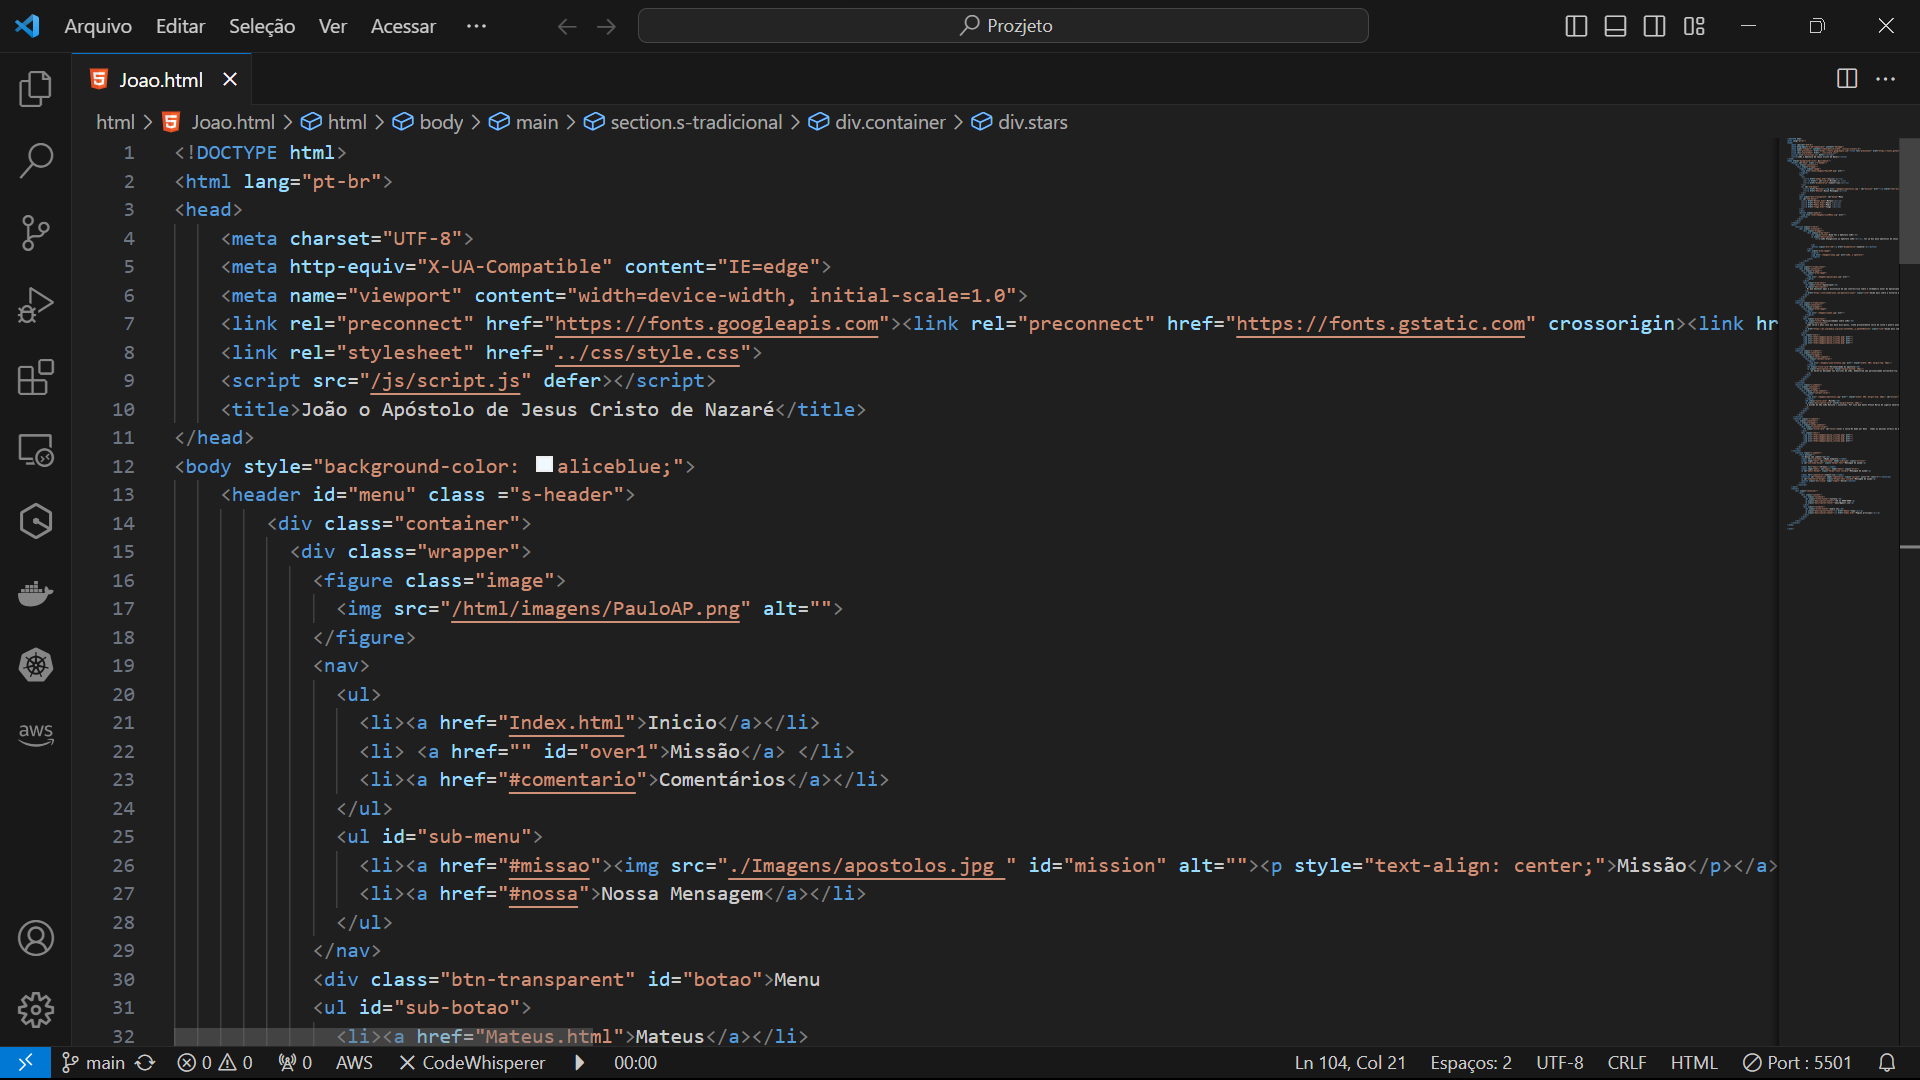 Arquivo Editar Seleção Ver Acessar ··· Prozjeto
Joao.html
html > Joao.html > html > body > main > section.s-tradicional > div.container > div.stars
1 <!DOCTYPE html>
2 <html lang="pt-br">
3 <head>
4 <meta charset="UTF-8">
5 <meta http-equiv="X-UA-Compatible" content="IE=edge">
6 <meta name="viewport" content="width=device-width, initial-scale=1.0">
7 <link rel="preconnect" href="https://fonts.googleapis.com"><link rel="preconnect" href="https://fonts.gstatic.com" crossorigin><link hr
8 <link rel="stylesheet" href="../css/style.css">
9 <script src="/js/script.js" defer></script>
10 <title>João o Apóstolo de Jesus Cristo de Nazaré</title>
11 </head>
12 <body style="background-color: aliceblue;">
13 <header id="menu" class ="s-header">
14 <div class="container">
15 <div class="wrapper">
16 <figure class="image">
17 <img src="/html/imagens/PauloAP.png" alt="">
18 </figure>
19 <nav>
20 <ul>
21 <li><a href="Index.html">Inicio</a></li>
22 <li> <a href="" id="over1">Missão</a> </li>
23 <li><a href="#comentario">Comentários</a></li>
24 </ul>
25 <ul id="sub-menu">
26 <li><a href="#missao"><img src="./Imagens/apostolos.jpg " id="mission" alt=""><p style="text-align: center;">Missão</p></a>
27 <li><a href="#nossa">Nossa Mensagem</a></li>
28 </ul>
29 </nav>
30 <div class="btn-transparent" id="botao">Menu
31 <ul id="sub-botao">
32 <li><a href="Mateus.html">Mateus</a></li>
aws
main 0 0 0 AWS CodeWhisperer 00:00 Ln 104, Col 21 Espaços: 2 UTF-8 CRLF HTML Port : 5501